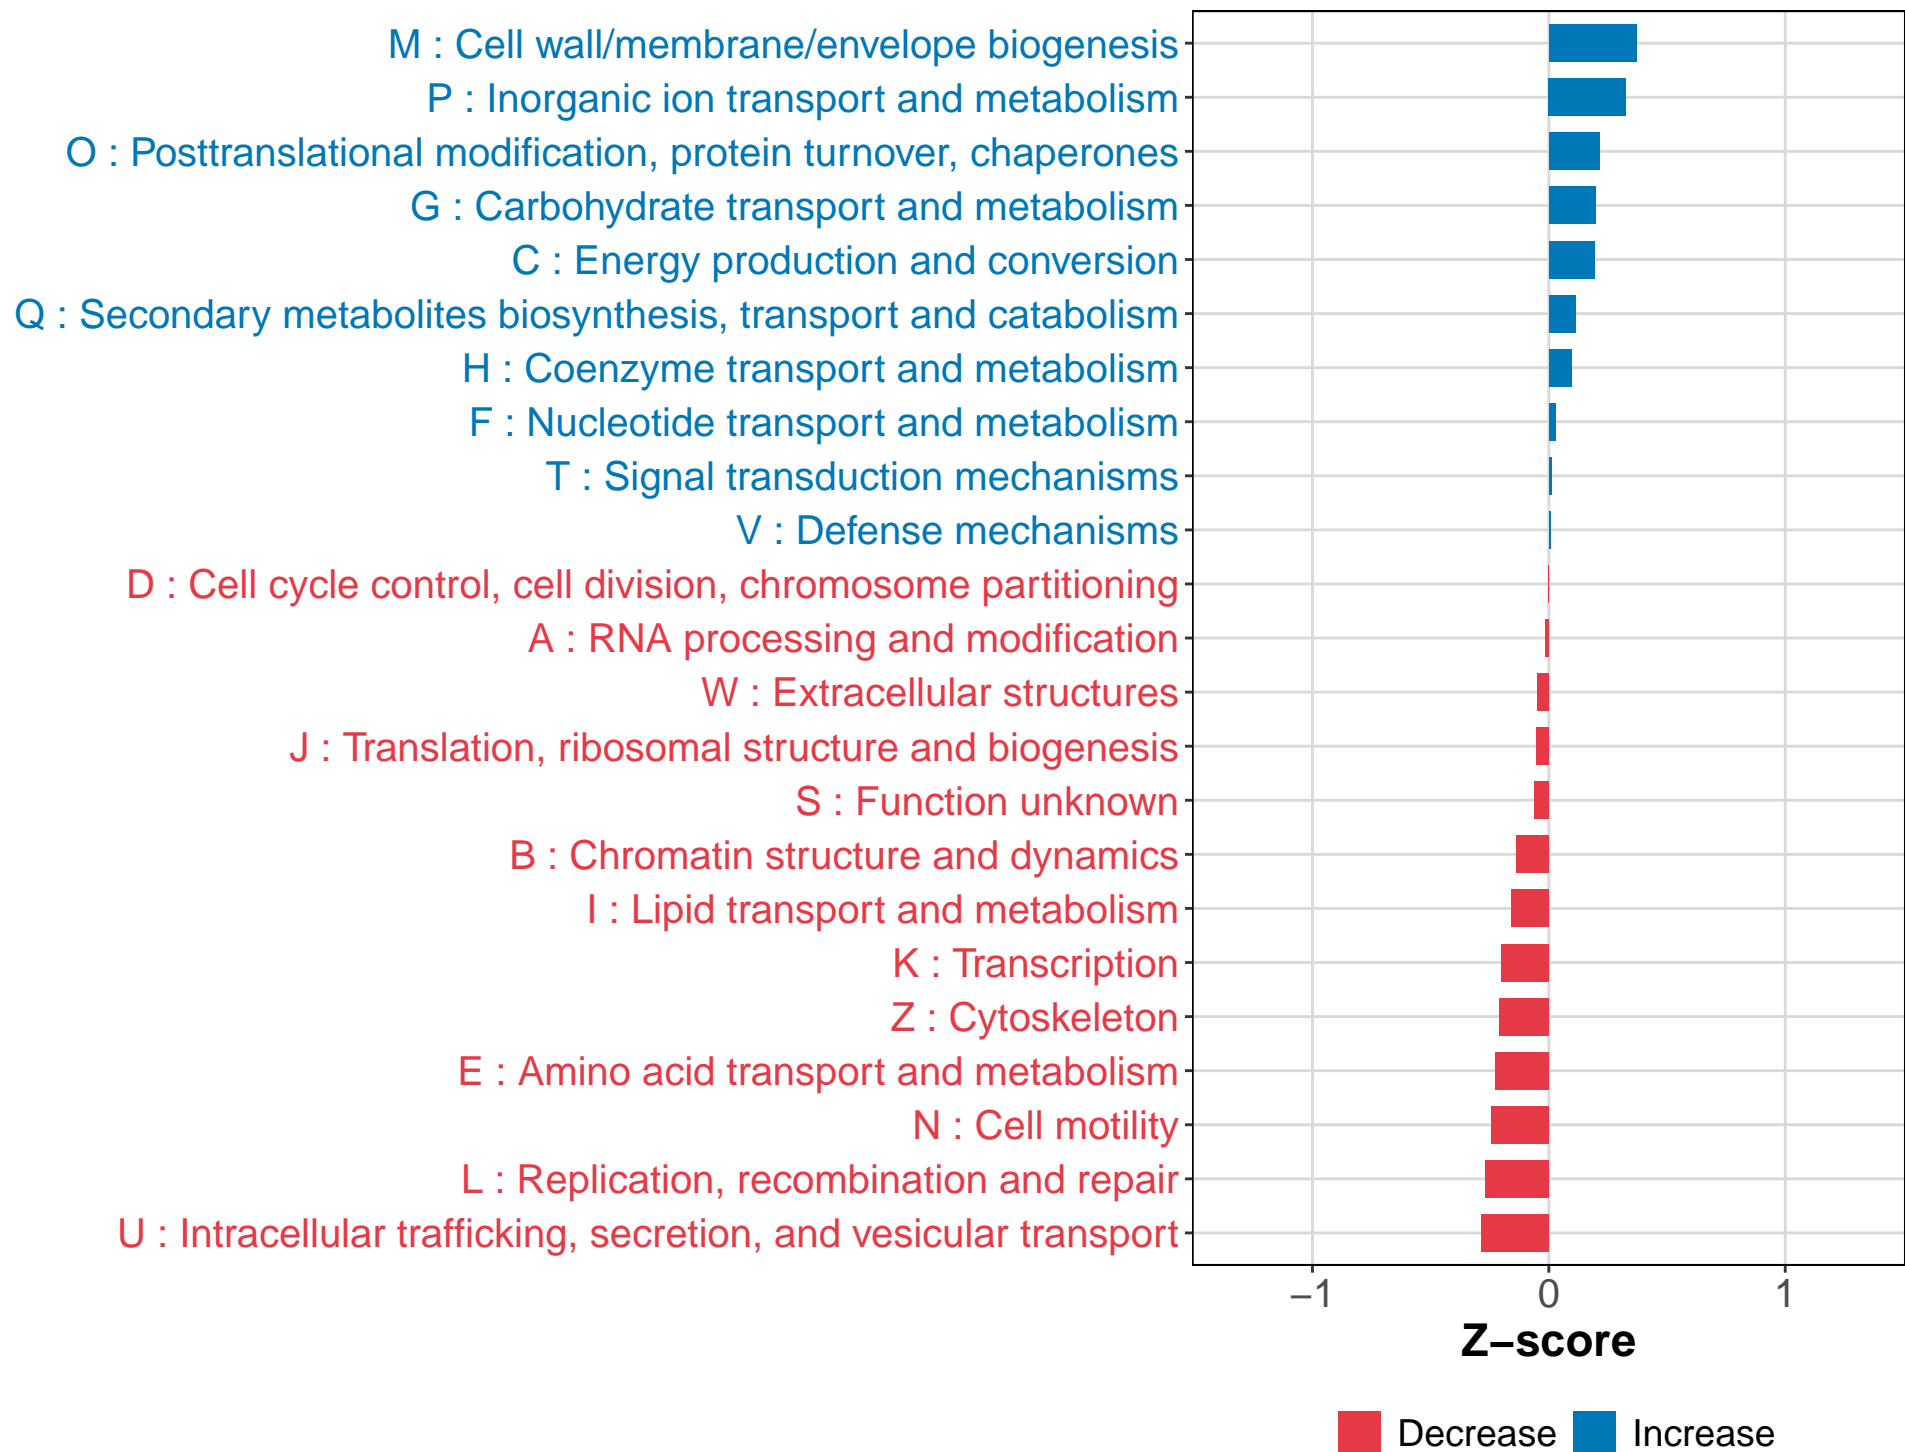 M : Cell wall/membrane/envelope biogenesis
P : Inorganic ion transport and metabolism
O : Posttranslational modification, protein turnover, chaperones
G : Carbohydrate transport and metabolism
C : Energy production and conversion
Q : Secondary metabolites biosynthesis, transport and catabolism
H : Coenzyme transport and metabolism
F : Nucleotide transport and metabolism
T : Signal transduction mechanisms
V : Defense mechanisms
D : Cell cycle control, cell division, chromosome partitioning
A : RNA processing and modification
W : Extracellular structures
J : Translation, ribosomal structure and biogenesis
S : Function unknown
B : Chromatin structure and dynamics
I : Lipid transport and metabolism
K : Transcription
Z : Cytoskeleton
E : Amino acid transport and metabolism
N : Cell motility
L : Replication, recombination and repair
U : Intracellular trafficking, secretion, and vesicular transport
−1 0 1
Z−score
Decrease Increase